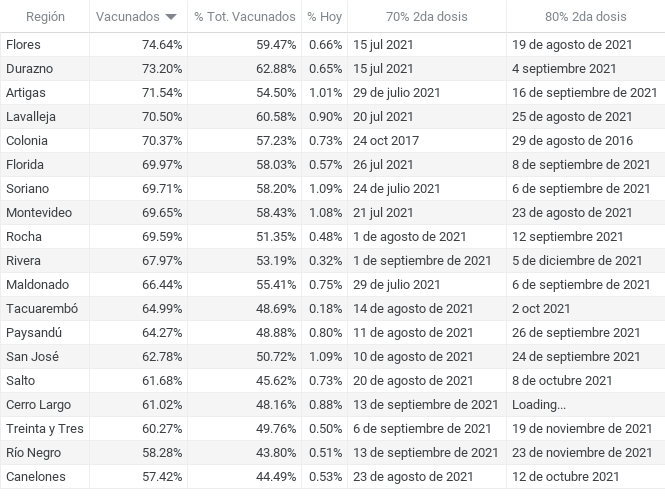 Región Vacunados % Tot. Vacunados % Hoy 70% 2da dosis 80% 2da dosis
Flores 74.64% 59.47% 0.66% 15 jul 2021 19 de agosto de 2021
Durazno 73.20% 62.88% 0.65% 15 jul 2021 4 septiembre 2021
Artigas 71.54% 54.50% 1.01% 29 de julio 2021 16 de septiembre de 2021
Lavalleja 70.50% 60.58% 0.90% 20 jul 2021 25 de agosto de 2021
Colonia 70.37% 57.23% 0.73% 24 oct 2017 29 de agosto de 2016
Florida 69.97% 58.03% 0.57% 26 jul 2021 8 de septiembre de 2021
Soriano 69.71% 58.20% 1.09% 24 de julio 2021 6 de septiembre de 2021
Montevideo 69.65% 58.43% 1.08% 21 jul 2021 23 de agosto de 2021
Rocha 69.59% 51.35% 0.48% 1 de agosto de 2021 12 septiembre 2021
Rivera 67.97% 53.19% 0.32% 1 de septiembre de 2021 5 de diciembre de 2021
Maldonado 66.44% 55.41% 0.75% 29 de julio 2021 6 de septiembre de 2021
Tacuarembó 64.99% 48.69% 0.18% 14 de agosto de 2021 2 oct 2021
Paysandú 64.27% 48.88% 0.80% 11 de agosto de 2021 26 de septiembre de 2021
San José 62.78% 50.72% 1.09% 10 de agosto de 2021 24 de septiembre de 2021
Salto 61.68% 45.62% 0.73% 20 de agosto de 2021 8 de octubre de 2021
Cerro Largo 61.02% 48.16% 0.88% 13 de septiembre de 2021 Loading...
Treinta y Tres 60.27% 49.76% 0.50% 6 de septiembre de 2021 19 de noviembre de 2021
Río Negro 58.28% 43.80% 0.51% 13 de septiembre de 2021 23 de noviembre de 2021
Canelones 57.42% 44.49% 0.53% 23 de agosto de 2021 12 de octubre de 2021